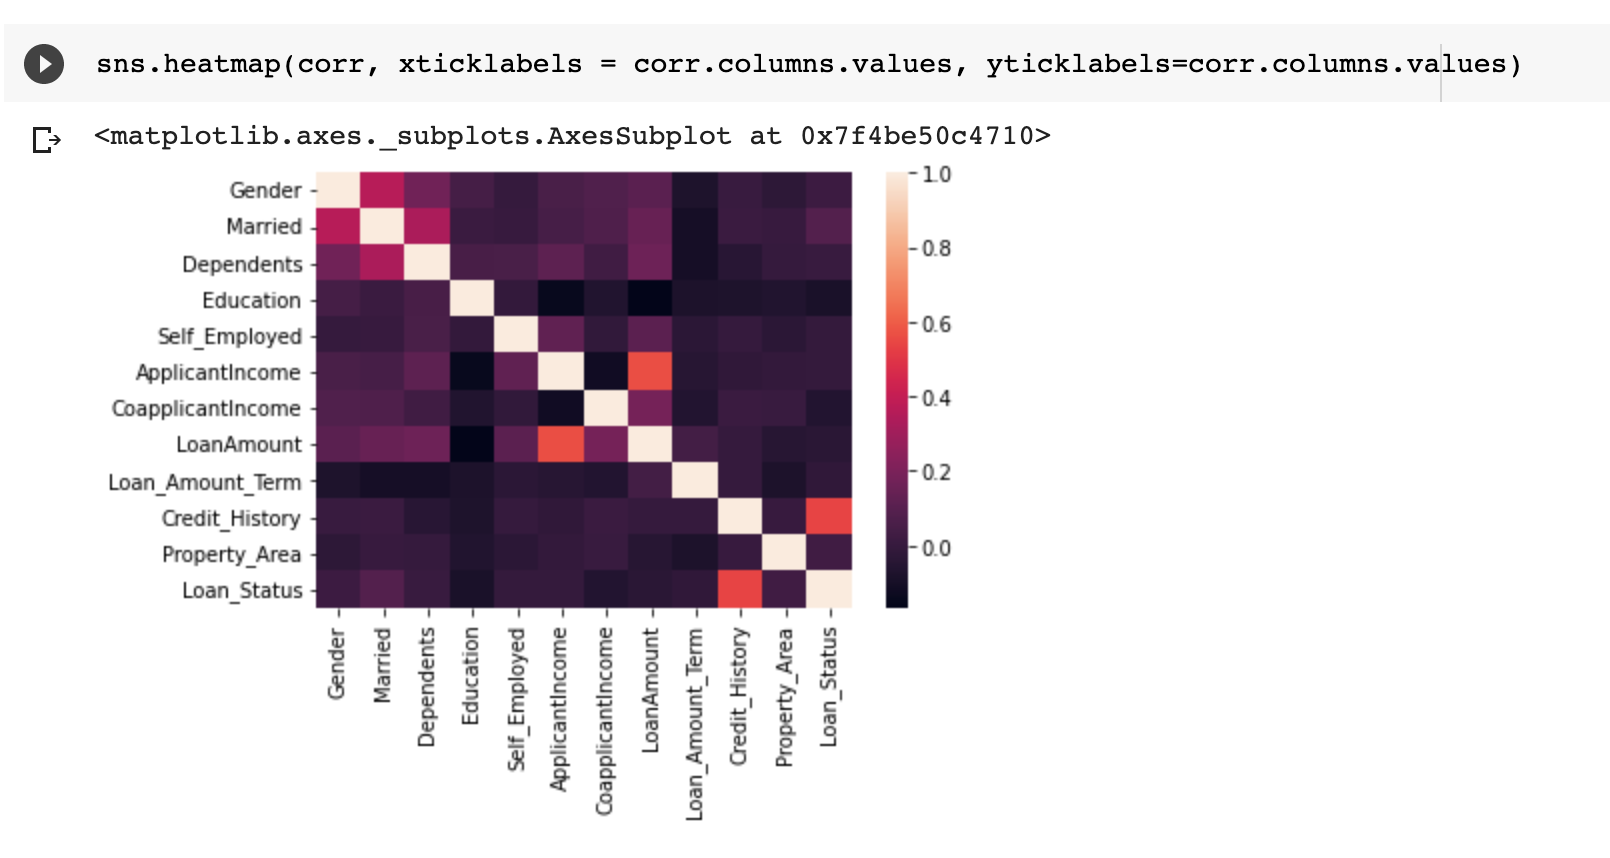 sns.heatmap(corr, xticklabels = corr.columns.values, yticklabels=corr.columns.values)
<matplotlib.axes._subplots.AxesSubplot at 0x7f4be50c4710>
Gender
Married
Dependents
Education
Self_Employed
ApplicantIncome
CoapplicantIncome
LoanAmount
Loan_Amount_Term
Credit_History
Property_Area
Loan_Status
Gender
Married
Dependents
Education
Self_Employed
ApplicantIncome
CoapplicantIncome
LoanAmount
Loan_Amount_Term
Credit_History
Property_Area
Loan_Status
1.0
0.8
0.6
0.4
0.2
0.0